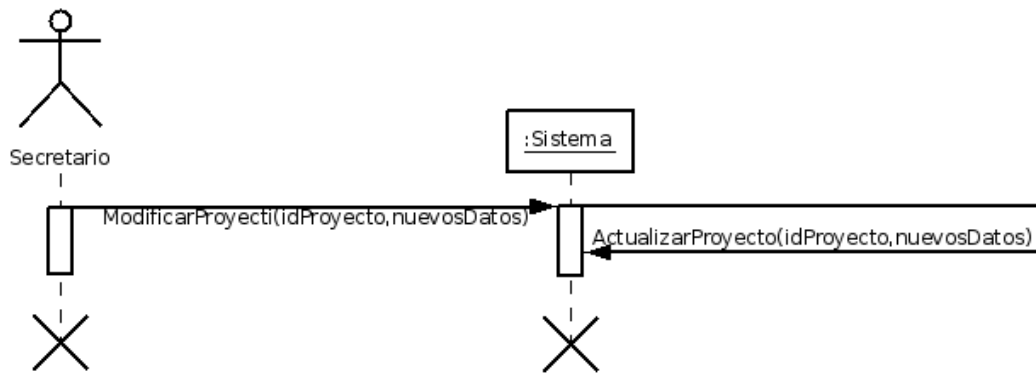 :Sistema
Secretario
ModificarProyecti(idProyecto,nuevosDatos)
ActualizarProyecto(idProyecto,nuevosDatos)